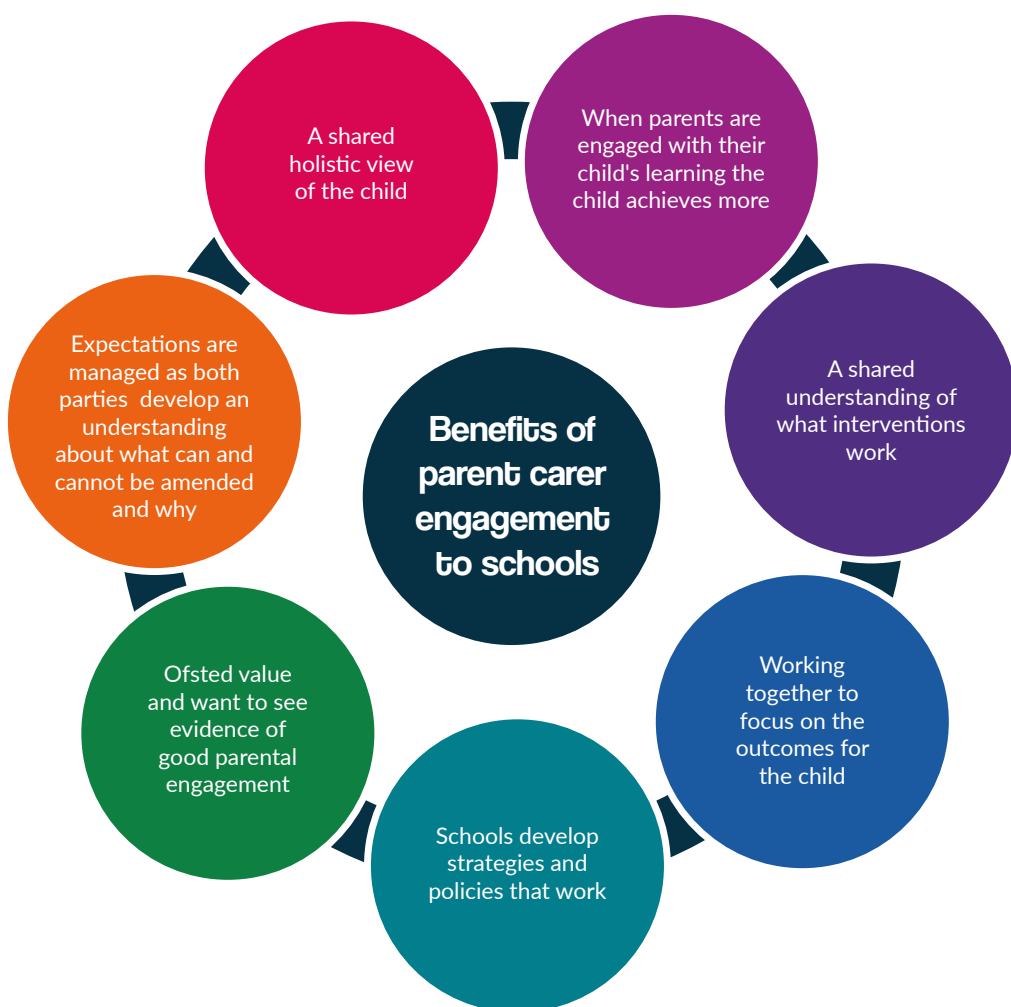 A shared
holistic view
of the child
When parents are
engaged with their
child's learning the
child achieves more
A shared
understanding of
what interventions
work
Working
together to
focus on the
outcomes for
the child
Schools develop
strategies and
policies that work
Ofsted value
and want to see
evidence of
good parental
engagement
Expectations are
managed as both
parties  develop an
understanding
about what can and
cannot be amended
and why
Benefits of
parent carer
engagement
to schools